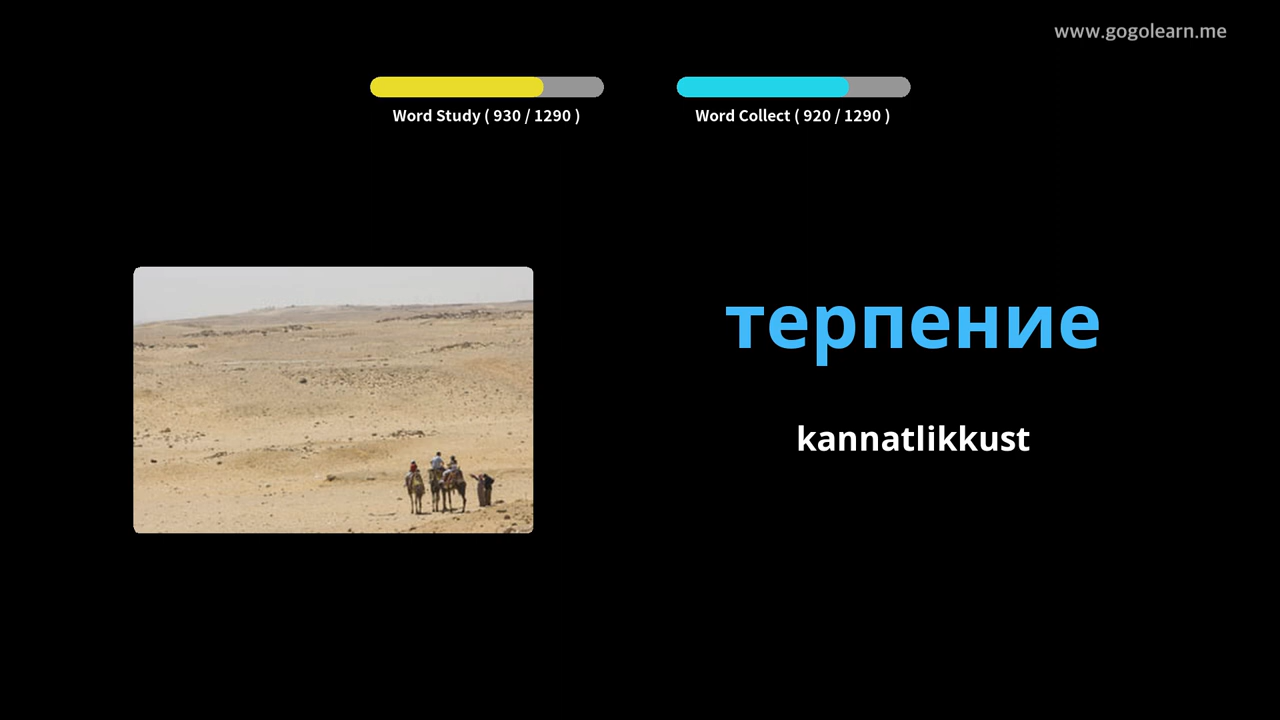 www.gogolearn.me
Word Study ( 930 / 1290 )
Word Collect ( 920 / 1290 )
терпение
kannatlikkust